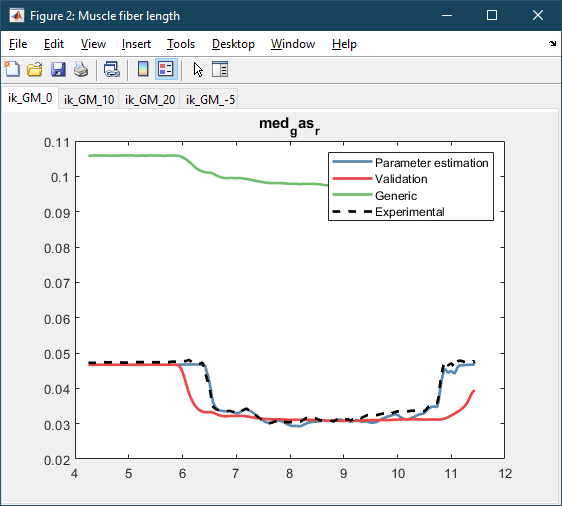 Figure 2: Muscle fiber length
File Edit View Insert Tools Desktop Window Help
ik_GM_0 ik_GM_10 ik_GM_20 ik_GM_-5
med_gas_r
0.11
0.1
0.09
0.08
0.07
0.06
0.05
0.04
0.03
0.02
Parameter estimation
Validation
Generic
Experimental
4 5 6 7 8 9 10 11 12